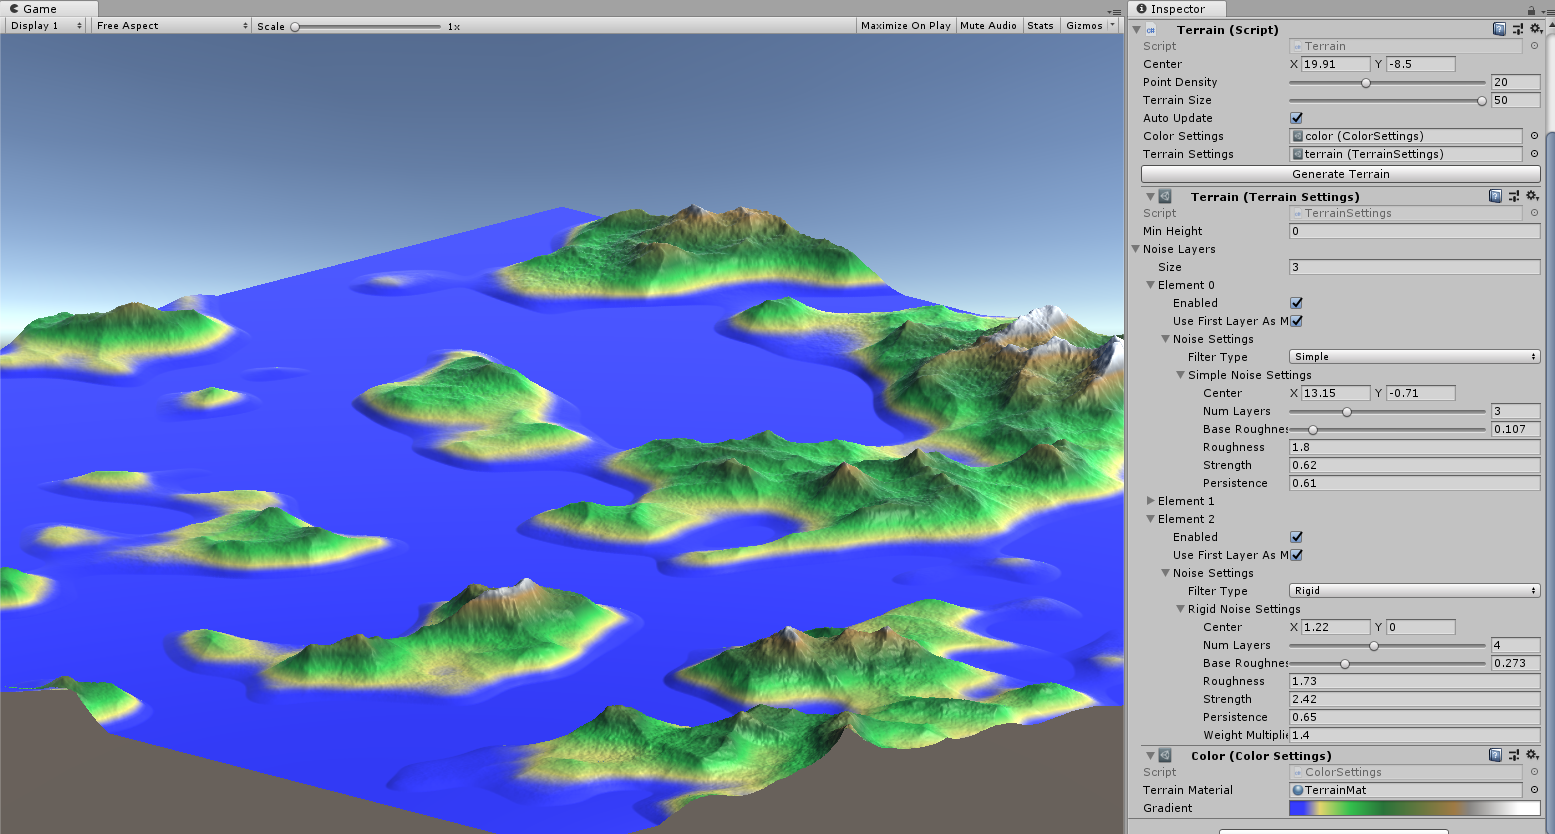 Game
Display 1 Free Aspect Scale 1x Maximize On Play Mute Audio Stats Gizmos
Inspector
Terrain (Script)
Script Terrain
Center X 19.91 Y -8.5
Point Density 20
Terrain Size 50
Auto Update
Color Settings color (ColorSettings)
Terrain Settings terrain (TerrainSettings)
Generate Terrain
Terrain (Terrain Settings)
Script TerrainSettings
Min Height 0
Noise Layers
Size 3
Element 0
Enabled
Use First Layer As M
Noise Settings
Filter Type Simple
Simple Noise Settings
Center X 13.15 Y -0.71
Num Layers 3
Base Roughnes 0.107
Roughness 1.8
Strength 0.62
Persistence 0.61
Element 1
Element 2
Enabled
Use First Layer As M
Noise Settings
Filter Type Rigid
Rigid Noise Settings
Center X 1.22 Y 0
Num Layers 4
Base Roughnes 0.273
Roughness 1.73
Strength 2.42
Persistence 0.65
Weight Multiplie 1.4
Color (Color Settings)
Script ColorSettings
Terrain Material TerrainMat
Gradient